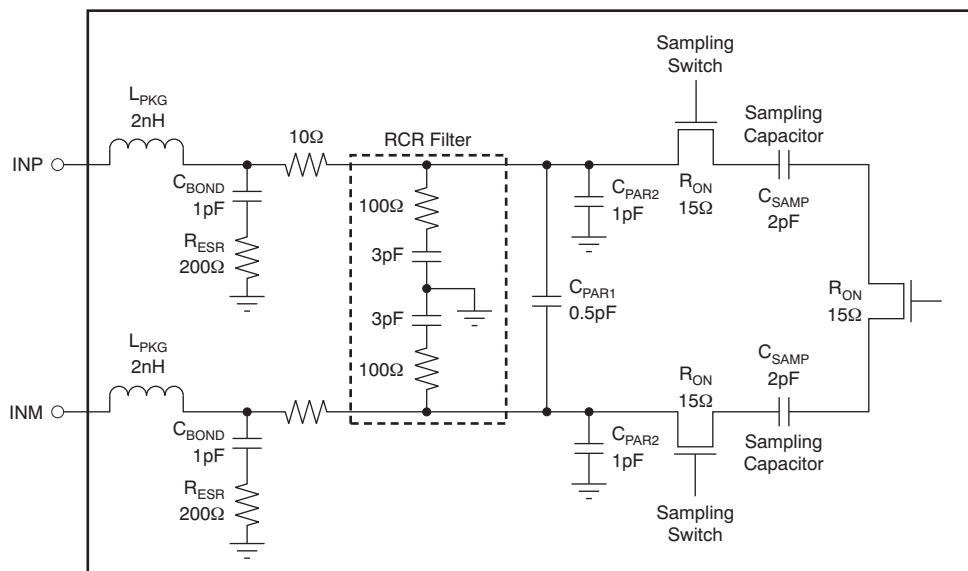 Sampling
Switch
L_PKG
2nH
Sampling
Capacitor
10Ω
RCR Filter
INP
C_BOND
1pF
100Ω
C_PAR2
1pF
R_ON
15Ω
C_SAMP
2pF
R_ESR
200Ω
3pF
C_PAR1
0.5pF
R_ON
15Ω
3pF
L_PKG
2nH
100Ω
R_ON
15Ω
C_SAMP
2pF
INM
C_BOND
1pF
C_PAR2
1pF
Sampling
Capacitor
R_ESR
200Ω
Sampling
Switch